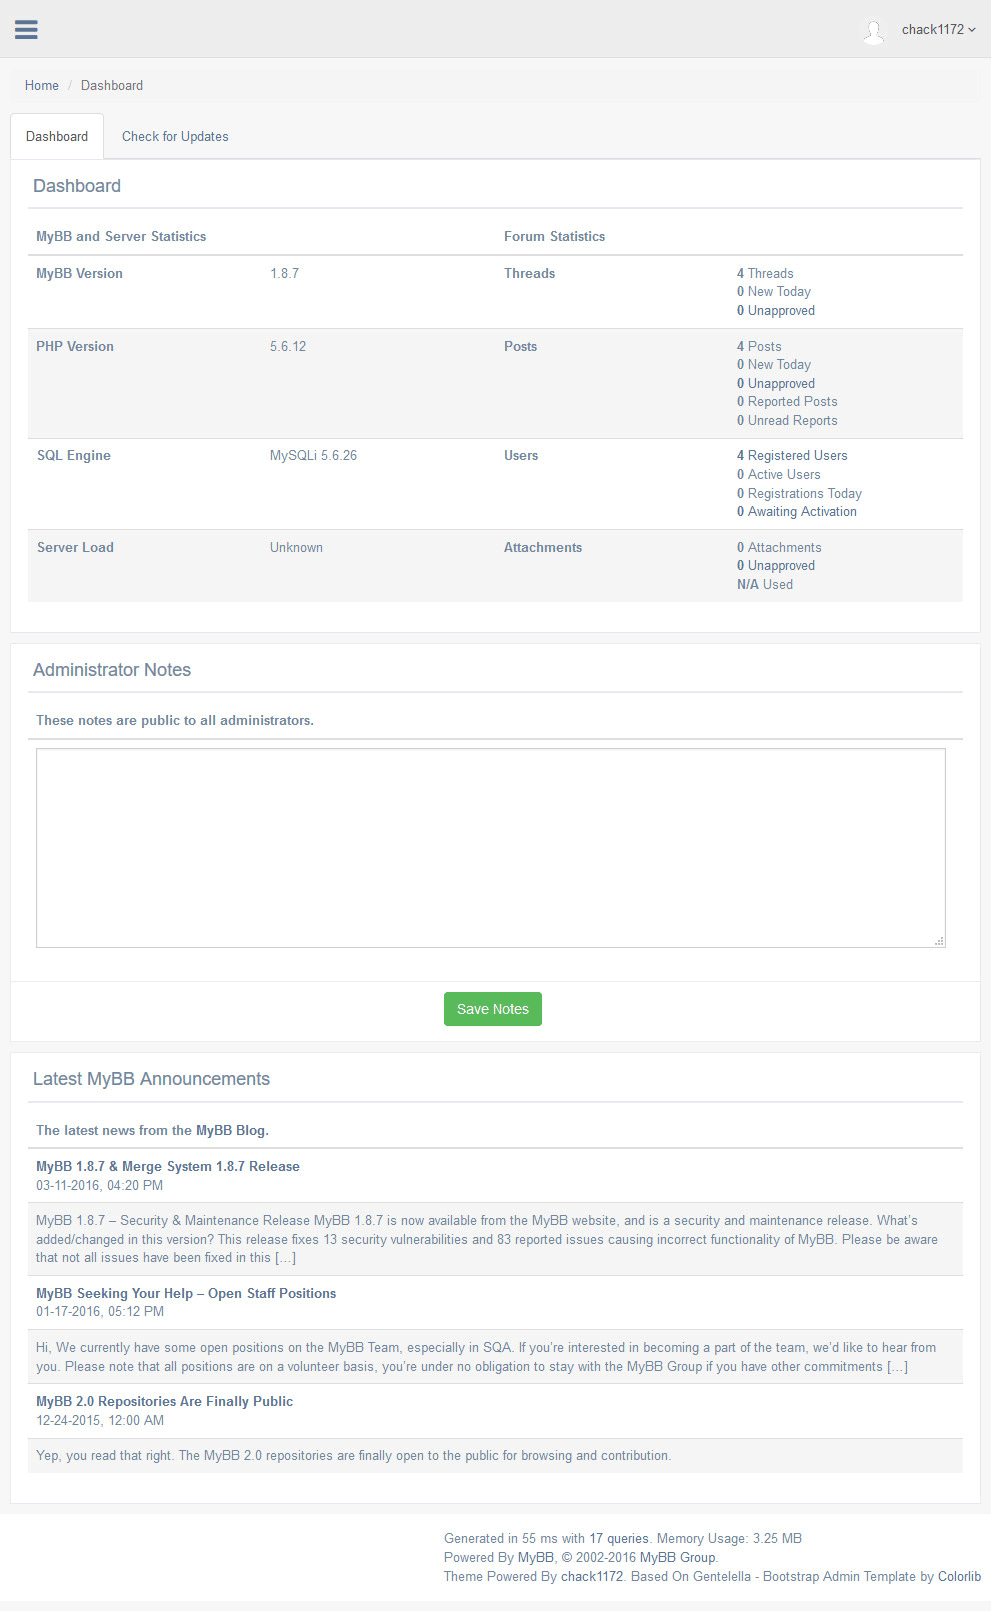 chack1172
Home / Dashboard
Dashboard Check for Updates
Dashboard
MyBB and Server Statistics Forum Statistics
MyBB Version 1.8.7 Threads 4 Threads
0 New Today
0 Unapproved
PHP Version 5.6.12 Posts 4 Posts
0 New Today
0 Unapproved
0 Reported Posts
0 Unread Reports
SQL Engine MySQLi 5.6.26 Users 4 Registered Users
0 Active Users
0 Registrations Today
0 Awaiting Activation
Server Load Unknown Attachments 0 Attachments
0 Unapproved
N/A Used
Administrator Notes
These notes are public to all administrators.
Save Notes
Latest MyBB Announcements
The latest news from the MyBB Blog.
MyBB 1.8.7 & Merge System 1.8.7 Release
03-11-2016, 04:20 PM
MyBB 1.8.7 – Security & Maintenance Release MyBB 1.8.7 is now available from the MyBB website, and is a security and maintenance release. What’s
added/changed in this version? This release fixes 13 security vulnerabilities and 83 reported issues causing incorrect functionality of MyBB. Please be aware
that not all issues have been fixed in this […]
MyBB Seeking Your Help – Open Staff Positions
01-17-2016, 05:12 PM
Hi, We currently have some open positions on the MyBB Team, especially in SQA. If you’re interested in becoming a part of the team, we’d like to hear from
you. Please note that all positions are on a volunteer basis, you’re under no obligation to stay with the MyBB Group if you have other commitments […]
MyBB 2.0 Repositories Are Finally Public
12-24-2015, 12:00 AM
Yep, you read that right. The MyBB 2.0 repositories are finally open to the public for browsing and contribution.
Generated in 55 ms with 17 queries. Memory Usage: 3.25 MB
Powered By MyBB, © 2002-2016 MyBB Group.
Theme Powered By chack1172. Based On Gentelella - Bootstrap Admin Template by Colorlib